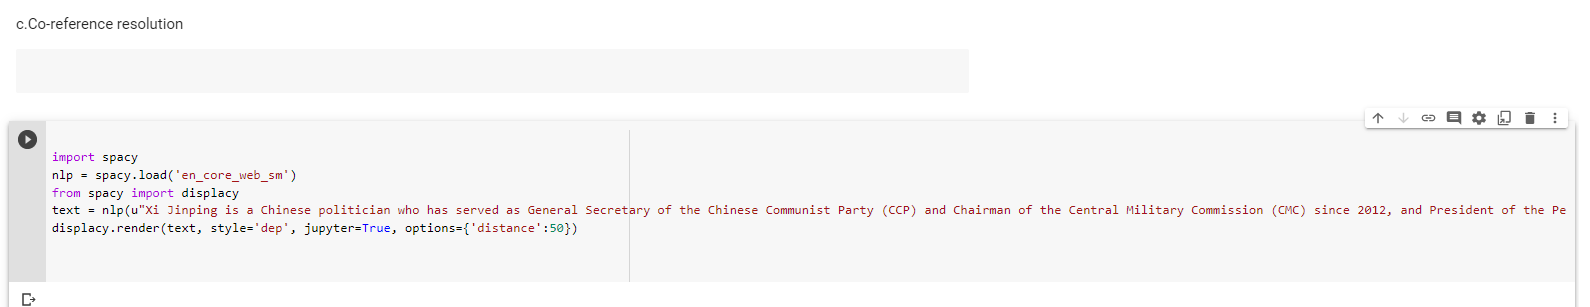 c.Co-reference resolution
import spacy
nlp = spacy.load('en_core_web_sm')
from spacy import displacy
text = nlp(u"Xi Jinping is a Chinese politician who has served as General Secretary of the Chinese Communist Party (CCP) and Chairman of the Central Military Commission (CMC) since 2012, and President of the Pe
displacy.render(text, style='dep', jupyter=True, options={'distance':50})